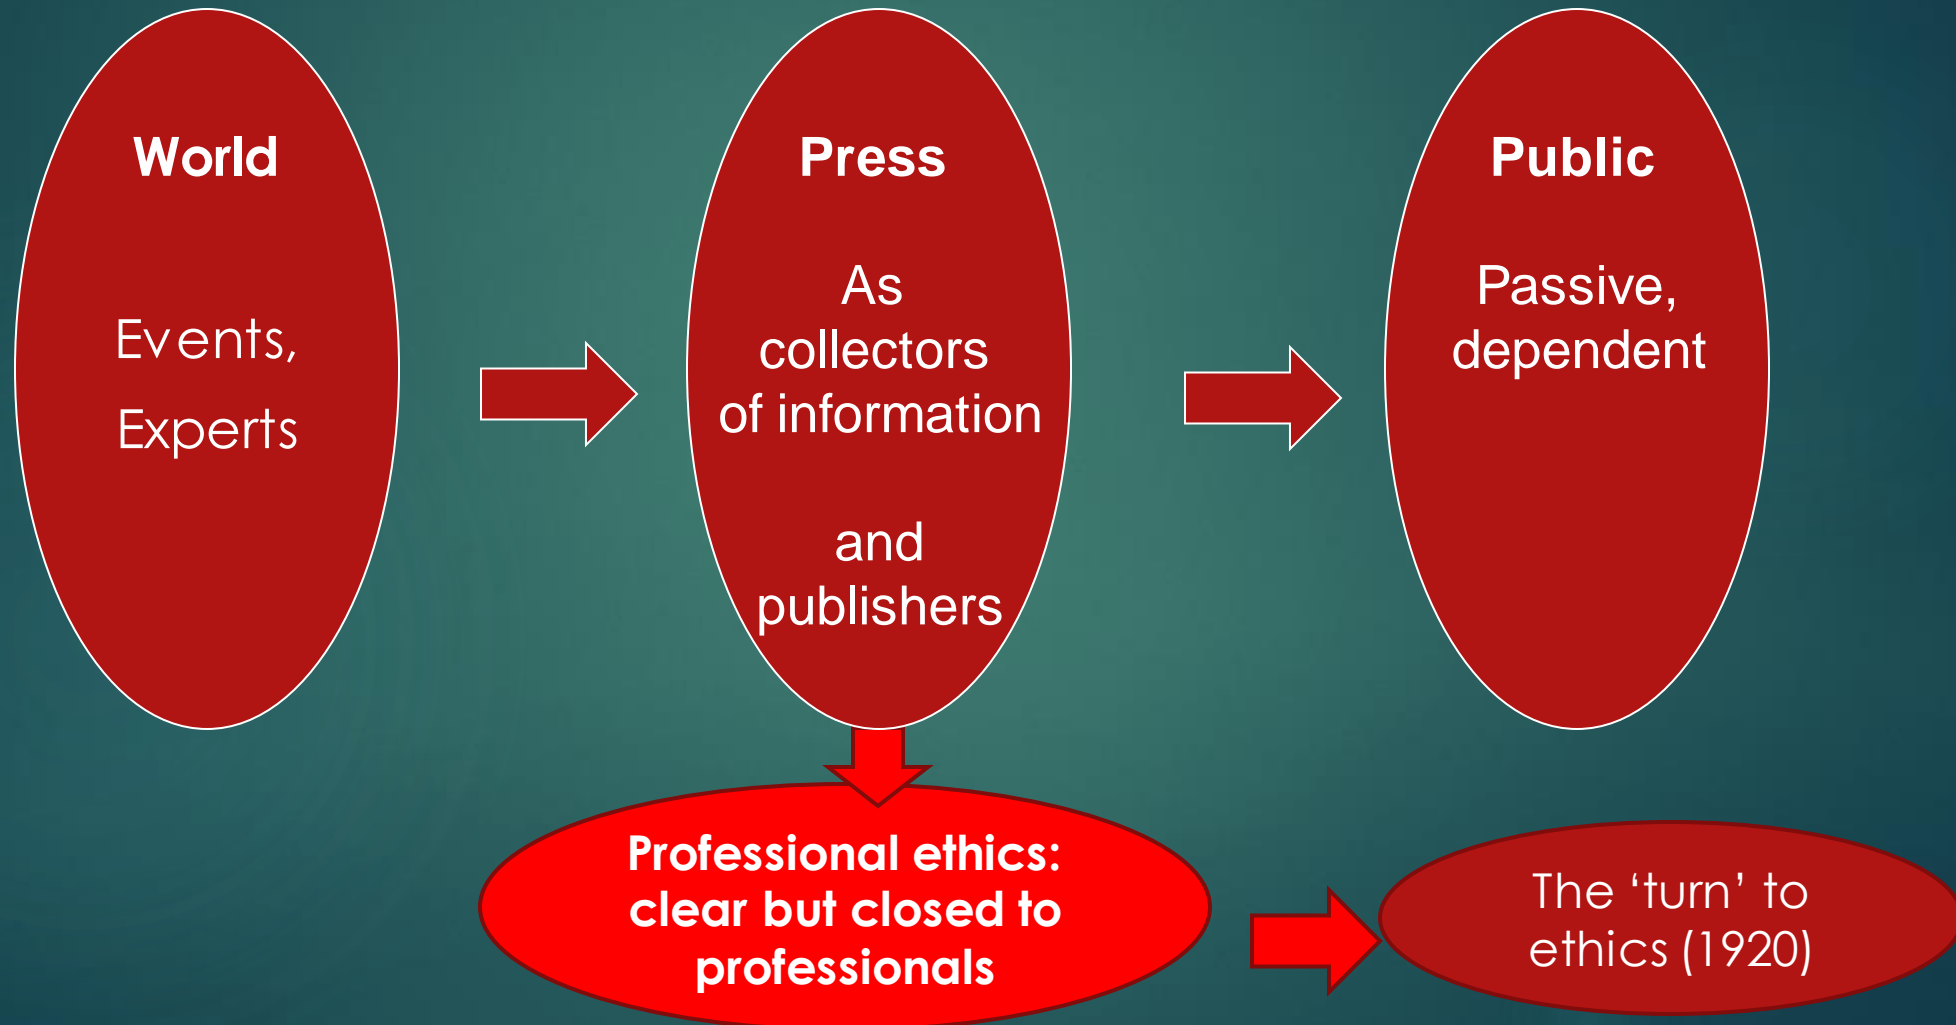 World
Events,
Experts
Press
As
collectors
of information
and
publishers
Public
Passive,
dependent
Professional ethics:
clear but closed to
professionals
The ‘turn’ to
ethics (1920)